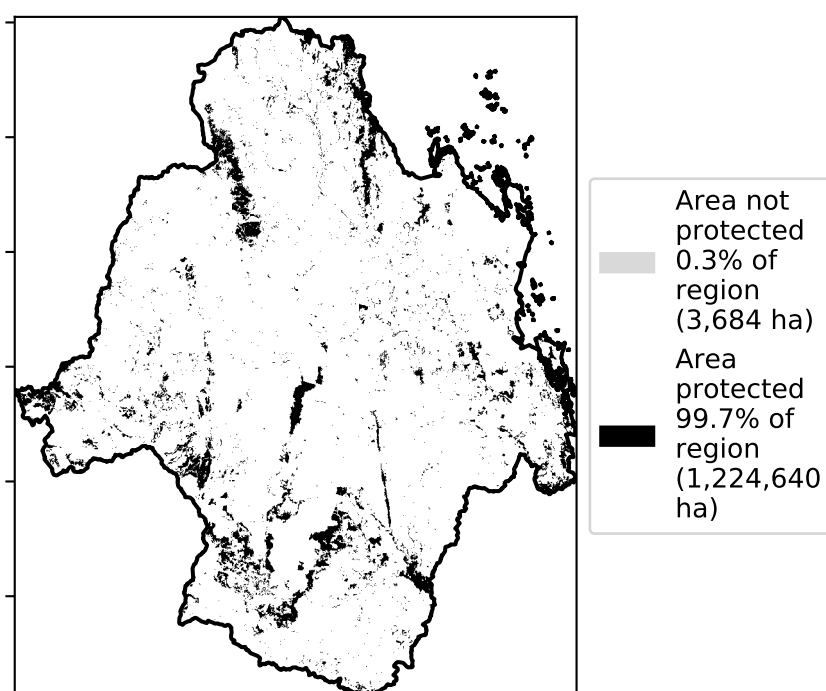 Area not
protected
0.3% of
region
(3,684 ha)
Area
protected
99.7% of
region
(1,224,640
ha)